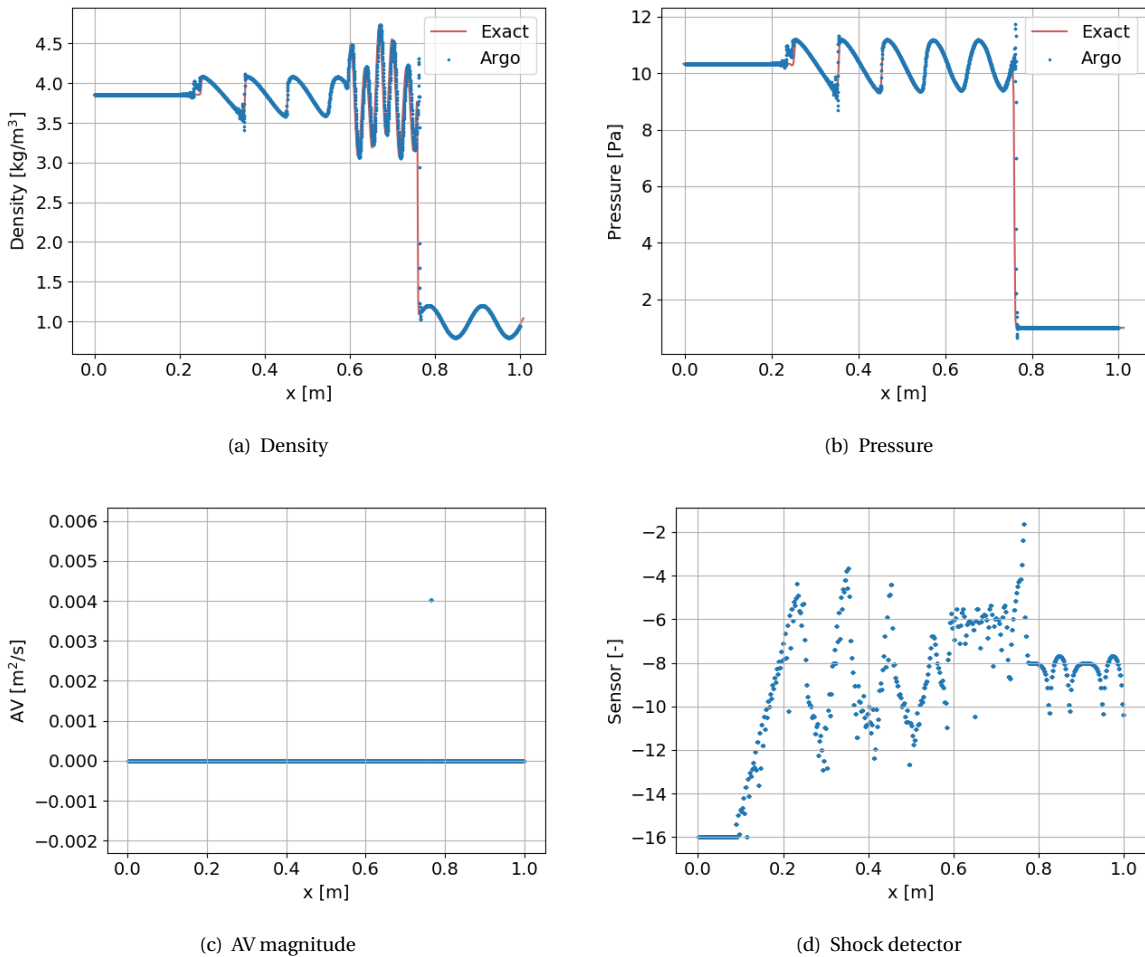 Exact
Argo
4.5
4.0
3.5
3.0
2.5
2.0
1.5
1.0
Density [kg/m³]
0.0 0.2 0.4 0.6 0.8 1.0
x [m]
(a) Density
Exact
Argo
12
10
8
6
4
2
Pressure [Pa]
0.0 0.2 0.4 0.6 0.8 1.0
x [m]
(b) Pressure
0.006
0.005
0.004
0.003
0.002
0.001
0.000
−0.001
−0.002
AV [m²/s]
0.0 0.2 0.4 0.6 0.8 1.0
x [m]
(c) AV magnitude
−2
−4
−6
−8
−10
−12
−14
−16
Sensor [-]
0.0 0.2 0.4 0.6 0.8 1.0
x [m]
(d) Shock detector